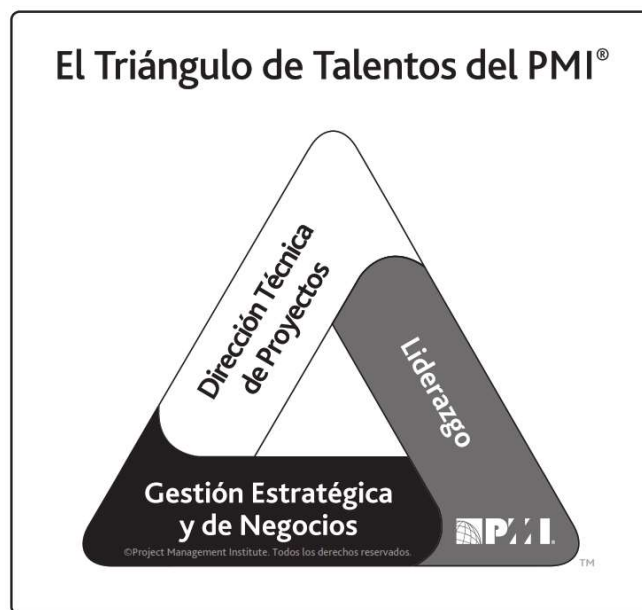 El Triángulo de Talentos del PMI®
Dirección Técnica
de Proyectos
Liderazgo
Gestión Estratégica
y de Negocios
©Project Management Institute. Todos los derechos reservados.
PMI.
TM